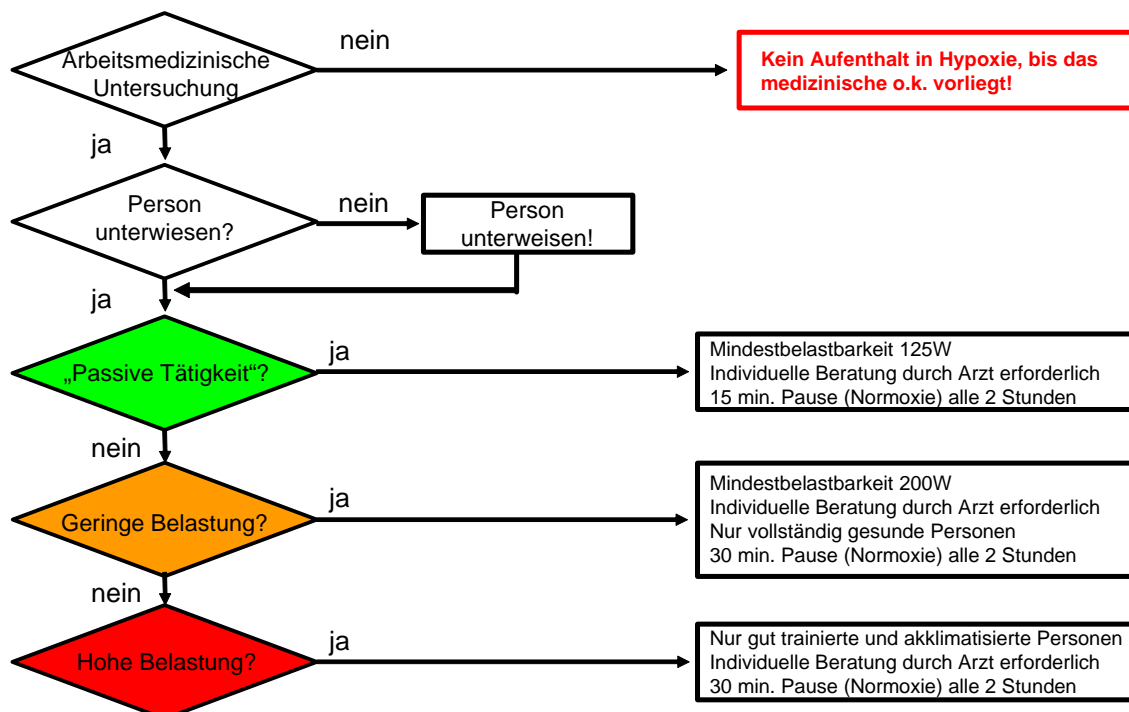 nein
Arbeitsmedizinische
Untersuchung
Kein Aufenthalt in Hypoxie, bis das
medizinische o.k. vorliegt!
ja
Person
unterwiesen?
nein
Person
unterweisen!
ja
„Passive Tätigkeit“?
ja
Mindestbelastbarkeit 125W
Individuelle Beratung durch Arzt erforderlich
15 min. Pause (Normoxie) alle 2 Stunden
nein
Geringe Belastung?
ja
Mindestbelastbarkeit 200W
Individuelle Beratung durch Arzt erforderlich
Nur vollständig gesunde Personen
30 min. Pause (Normoxie) alle 2 Stunden
nein
Hohe Belastung?
ja
Nur gut trainierte und akklimatisierte Personen
Individuelle Beratung durch Arzt erforderlich
30 min. Pause (Normoxie) alle 2 Stunden